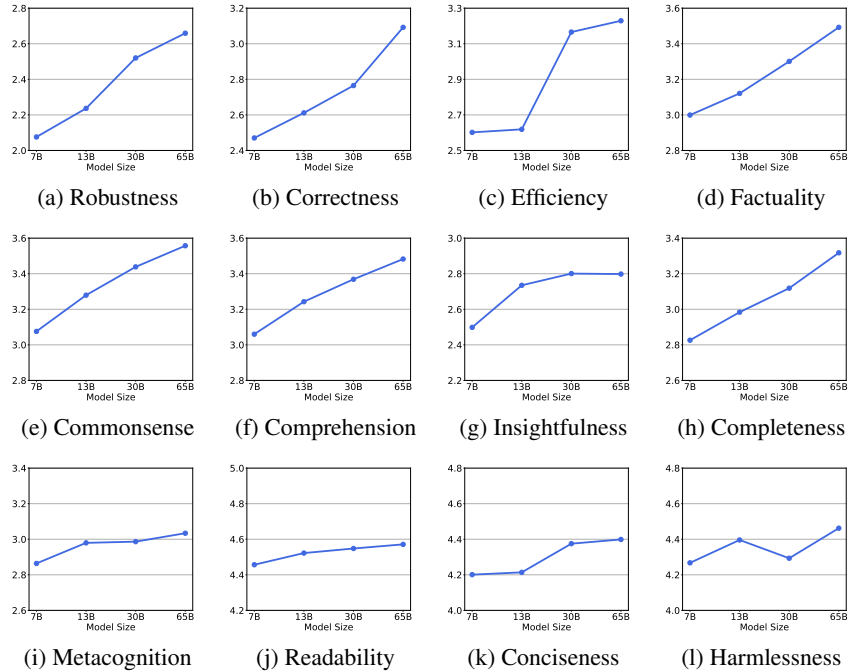 2.8 3.2 3.3 3.6
2.6 3.0 3.1 3.4
2.4 2.8 2.9 3.2
2.2 2.6 2.7 3.0
2.0 2.4 2.5 2.8
7B 13B 30B 65B 7B 13B 30B 65B 7B 13B 30B 65B 7B 13B 30B 65B
Model Size Model Size Model Size Model Size
(a) Robustness (b) Correctness (c) Efficiency (d) Factuality
3.6 3.6 3.0 3.4
3.4 3.4 2.8 3.2
3.2 3.2 2.6 3.0
3.0 3.0 2.4 2.8
2.8 2.8 2.2 2.6
7B 13B 30B 65B 7B 13B 30B 65B 7B 13B 30B 65B 7B 13B 30B 65B
Model Size Model Size Model Size Model Size
(e) Commonsense (f) Comprehension (g) Insightfulness (h) Completeness
3.4 5.0 4.8 4.8
3.2 4.8 4.6 4.6
3.0 4.6 4.4 4.4
2.8 4.4 4.2 4.2
2.6 4.2 4.0 4.0
7B 13B 30B 65B 7B 13B 30B 65B 7B 13B 30B 65B 7B 13B 30B 65B
Model Size Model Size Model Size Model Size
(i) Metacognition (j) Readability (k) Conciseness (l) Harmlessness